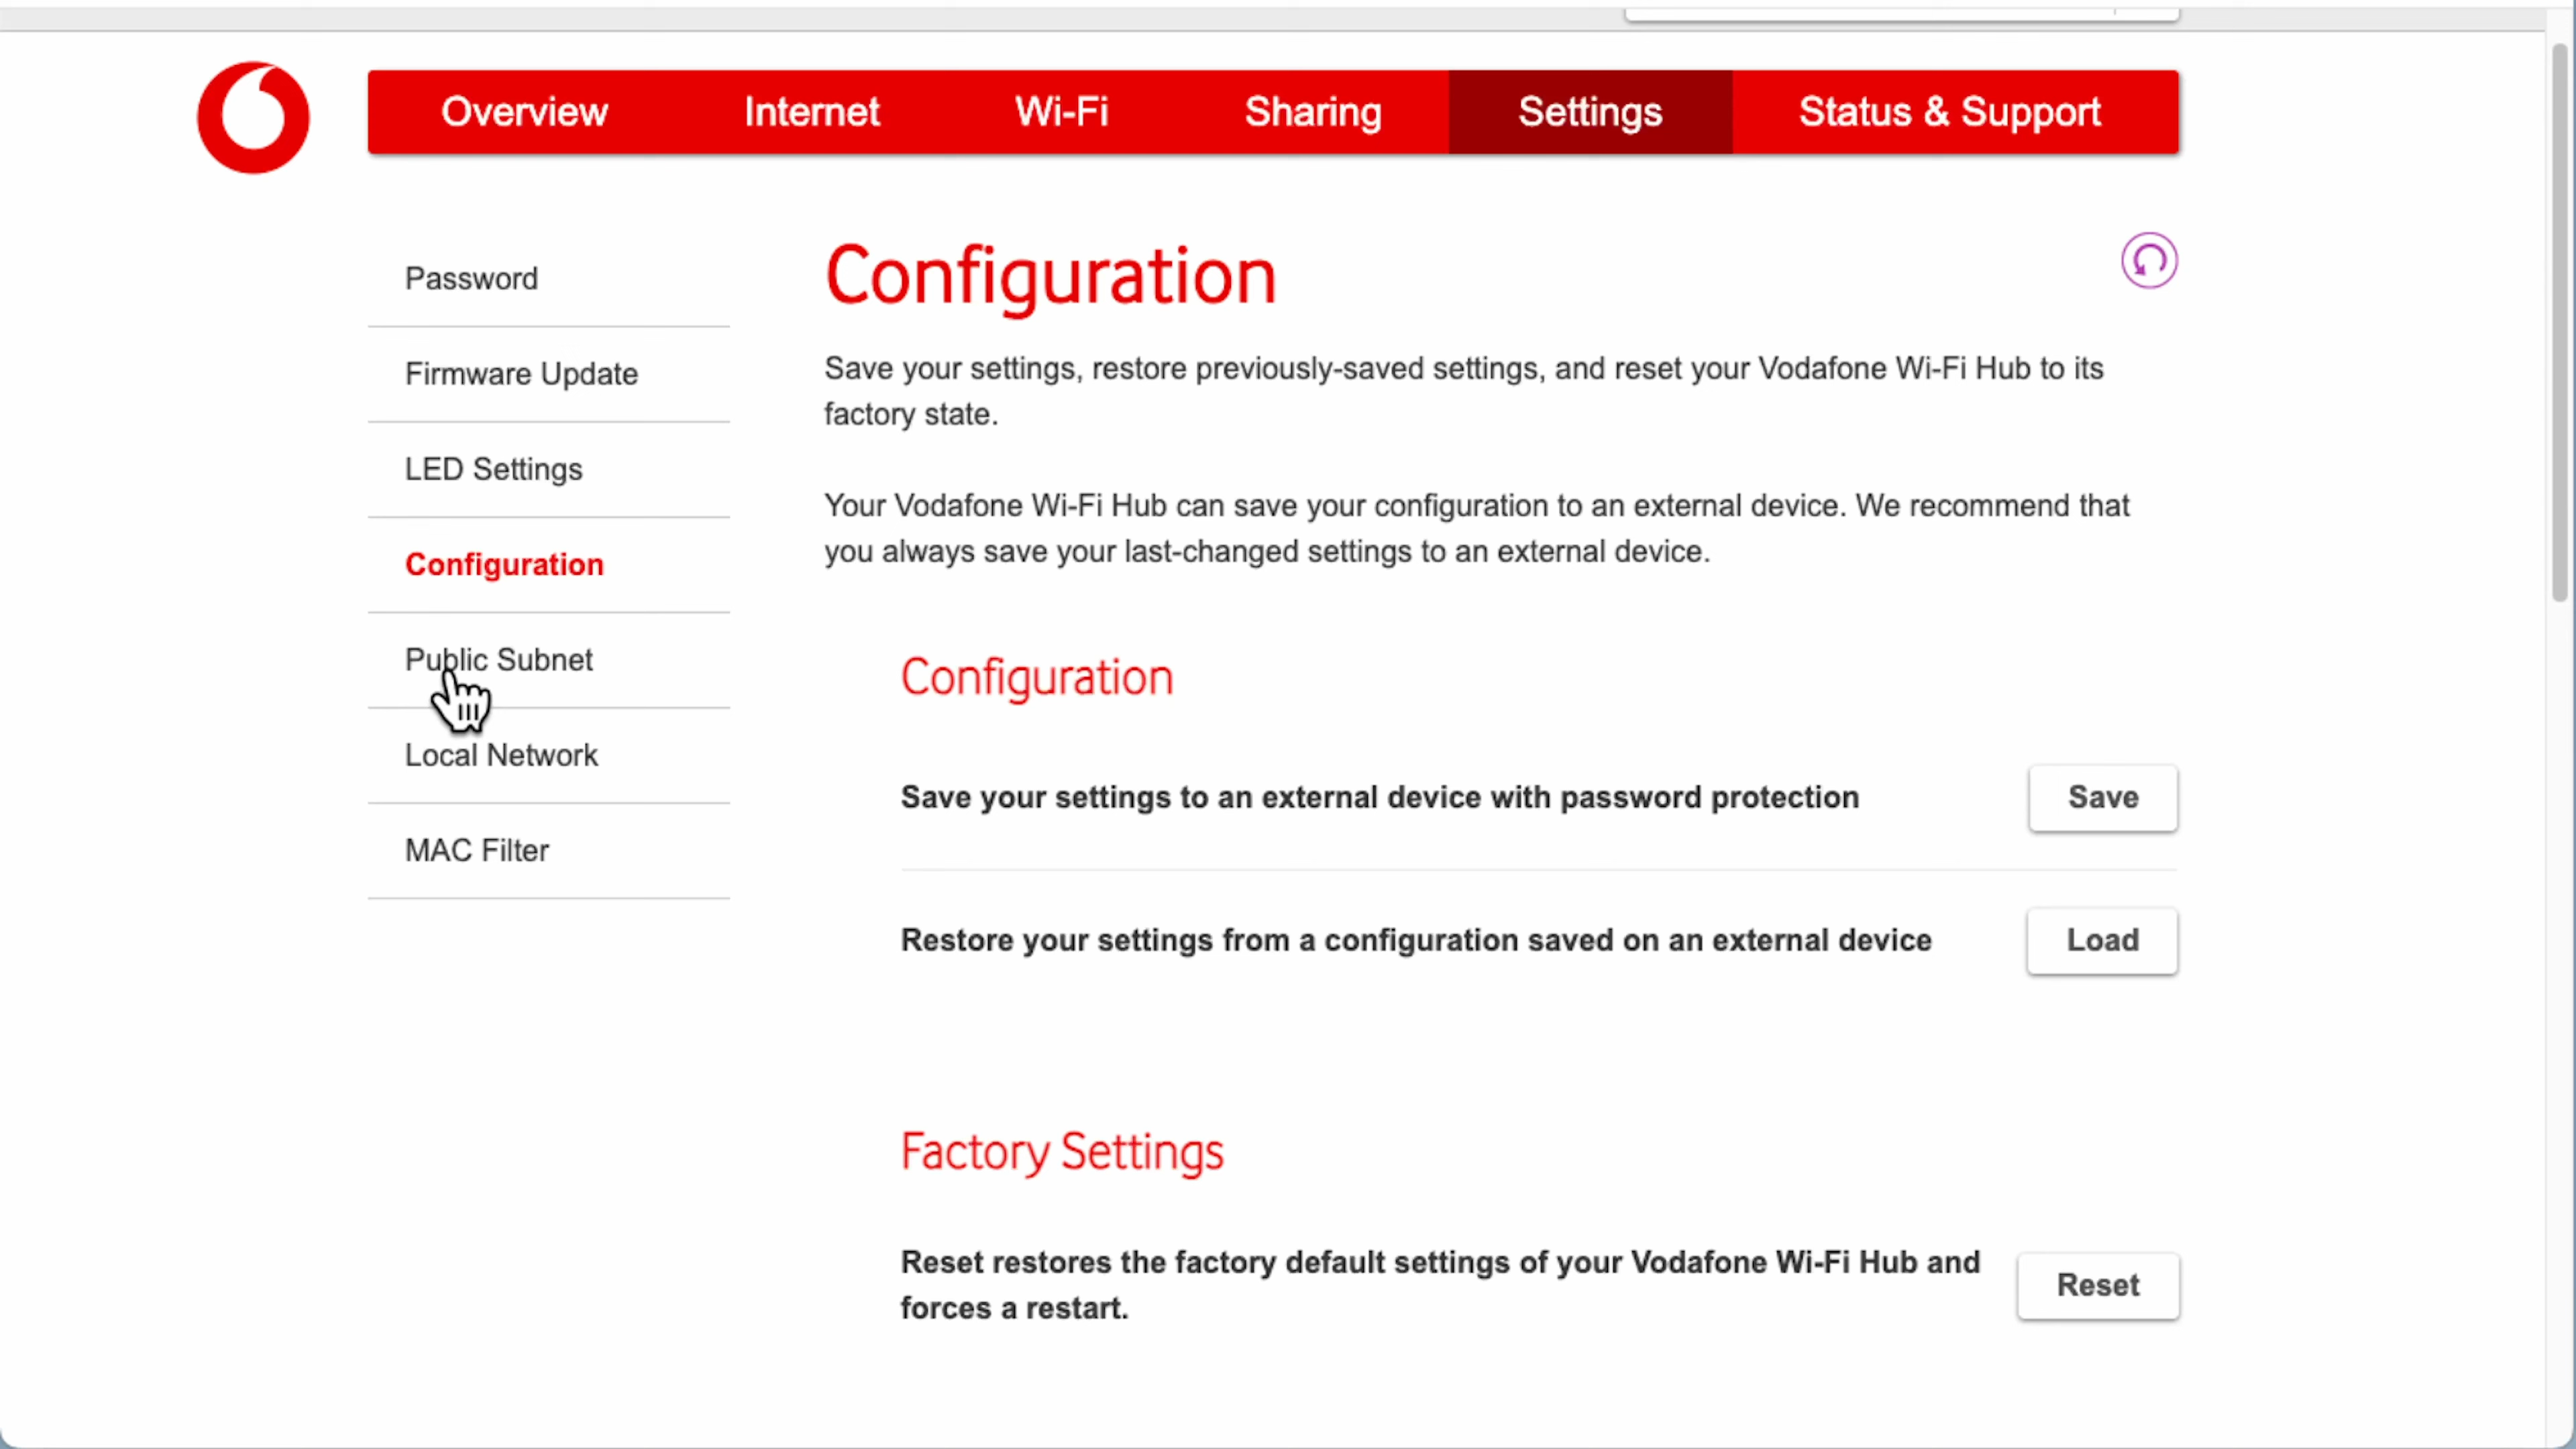 Overview Internet Wi-Fi Sharing Settings Status & Support
Password
Firmware Update
LED Settings
Configuration
Public Subnet
Local Network
MAC Filter
Configuration
Save your settings, restore previously-saved settings, and reset your Vodafone Wi-Fi Hub to its
factory state.
Your Vodafone Wi-Fi Hub can save your configuration to an external device. We recommend that
you always save your last-changed settings to an external device.
Configuration
Save your settings to an external device with password protection Save
Restore your settings from a configuration saved on an external device Load
Factory Settings
Reset restores the factory default settings of your Vodafone Wi-Fi Hub and
forces a restart.
Reset